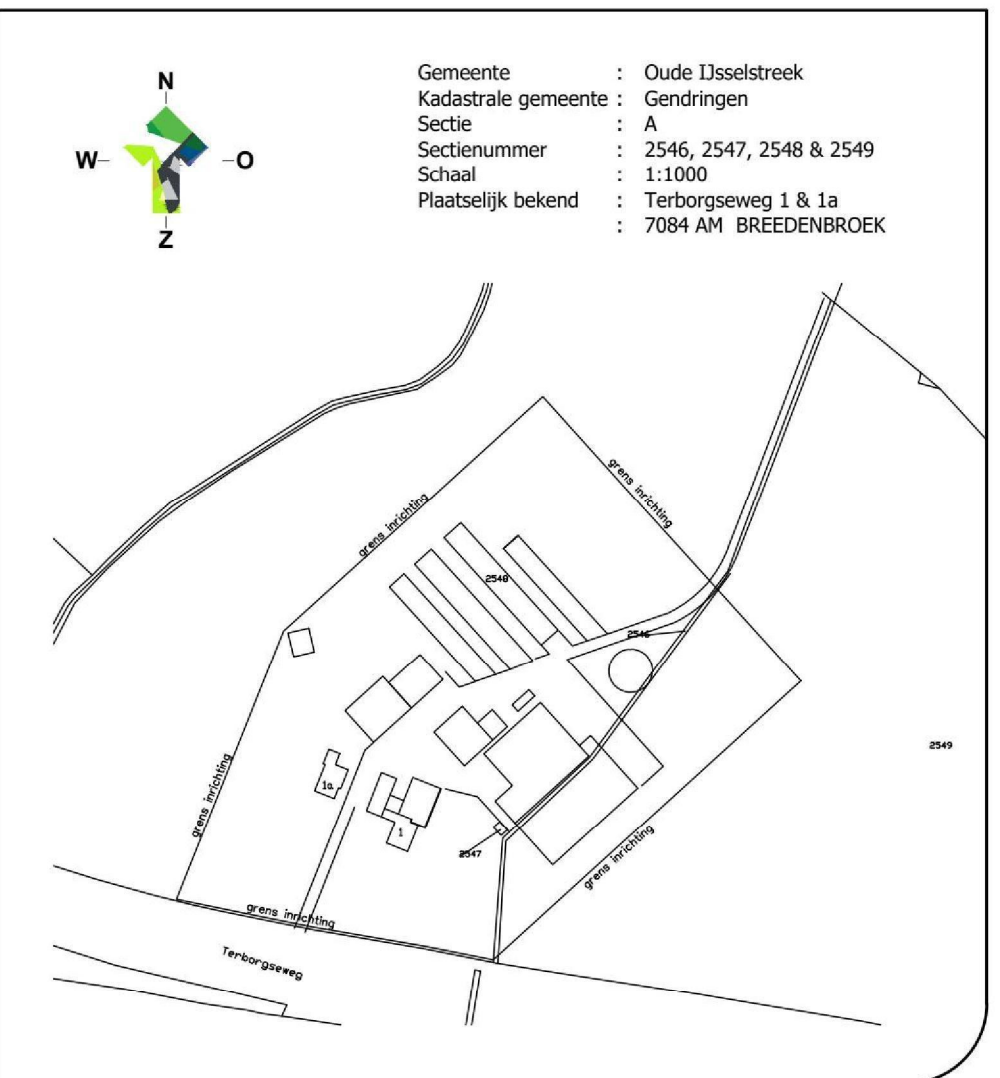 N
W
O
Z
Gemeente : Oude IJsselstreek
Kadastrale gemeente : Gendringen
Sectie : A
Sectienummer : 2546, 2547, 2548 & 2549
Schaal : 1:1000
Plaatselijk bekend : Terborgseweg 1 & 1a
: 7084 AM BREEDENBROEK
grens inrichting
grens inrichting
2548
2546
2549
grens inrichting
1a
1
2547
grens inrichting
grens inrichting
Terborgseweg